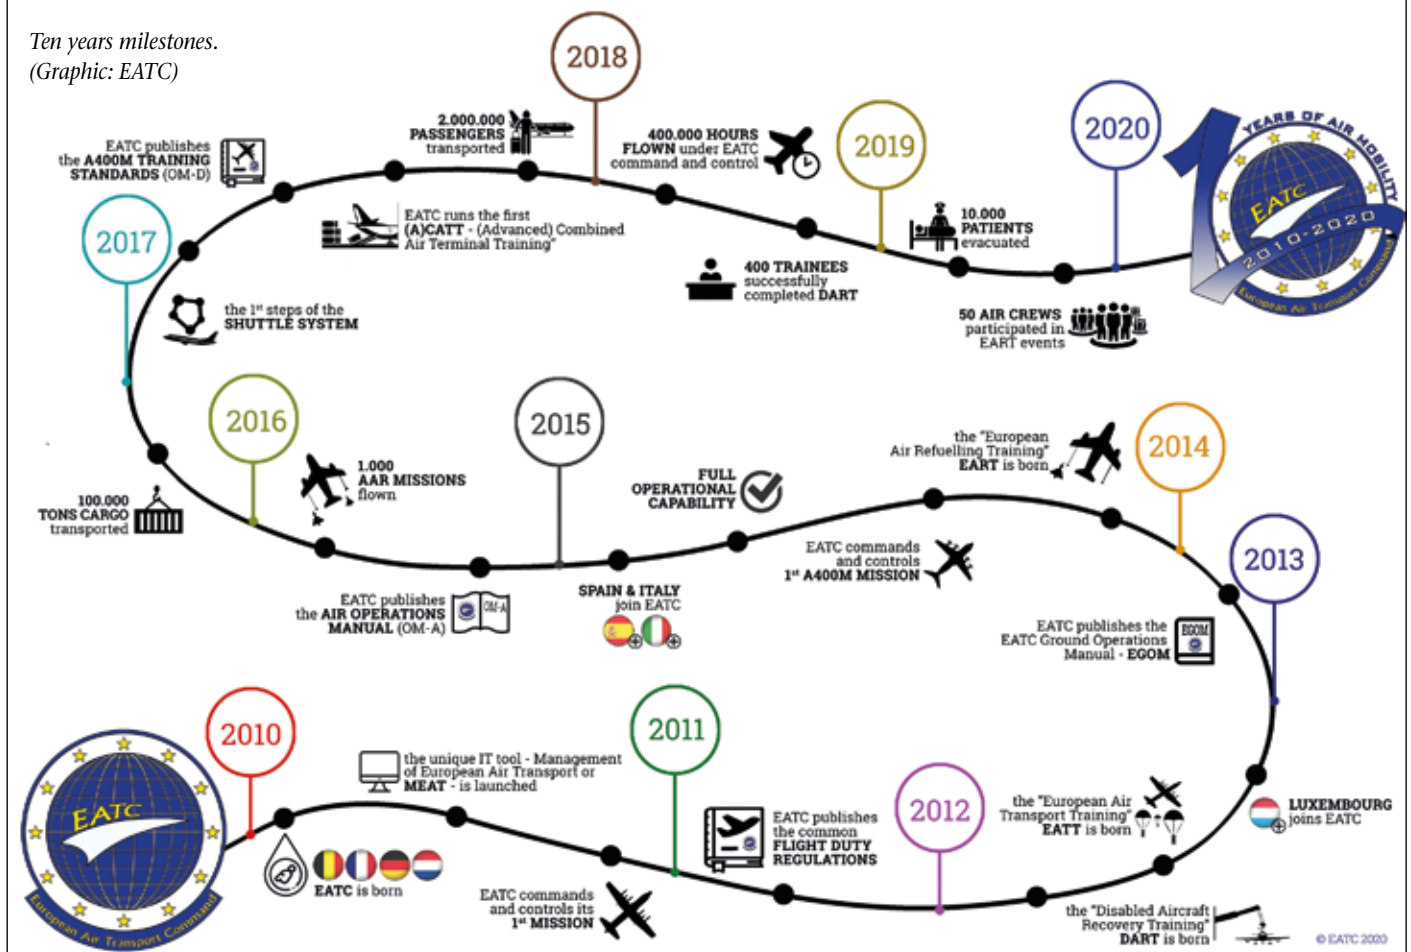 Ten years milestones.
(Graphic: EATC)
2018
2.000.000
PASSENGERS
transported
400.000 HOURS
FLOWN under EATC
command and control
2019
2020
YEARS OF AIR MOBILITY
10
EATC
2010-2020
European Air Transport Command
EATC publishes
the A400M TRAINING
STANDARDS (OM-D)
2017
EATC runs the first
(A)CATT - (Advanced) Combined
Air Terminal Training"
10.000
PATIENTS
evacuated
400 TRAINEES
successfully
completed DART
50 AIR CREWS
participated in
EART events
the 1st steps of the
SHUTTLE SYSTEM
2016
2015
2014
1.000
AAR MISSIONS
flown
FULL
OPERATIONAL
CAPABILITY
the "European
Air Refuelling Training"
EART is born
100.000
TONS CARGO
transported
EATC commands
and controls
1st A400M MISSION
2013
EATC publishes
the AIR OPERATIONS
MANUAL (OM-A)
OM-A
SPAIN & ITALY
join EATC
EATC publishes the
EATC Ground Operations
Manual - EGOM
EGOM
2010
the unique IT tool - Management
of European Air Transport or
MEAT - is launched
2011
2012
EATC publishes
the common
FLIGHT DUTY
REGULATIONS
the "European Air
Transport Training"
EATT is born
LUXEMBOURG
joins EATC
EATC
European Air Transport Command
EATC is born
EATC commands
and controls its
1st MISSION
the "Disabled Aircraft
Recovery Training"
DART is born
© EATC 2020